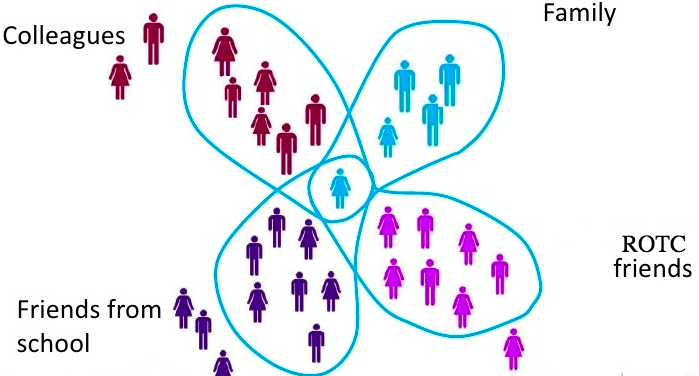 Family
Colleagues
ROTC
friends
Friends from
school